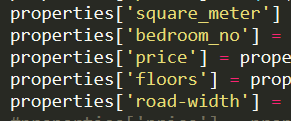 properties['square_meter']
properties['bedroom_no'] =
properties['price'] = prope
properties['floors'] = prop
properties['road-width'] =